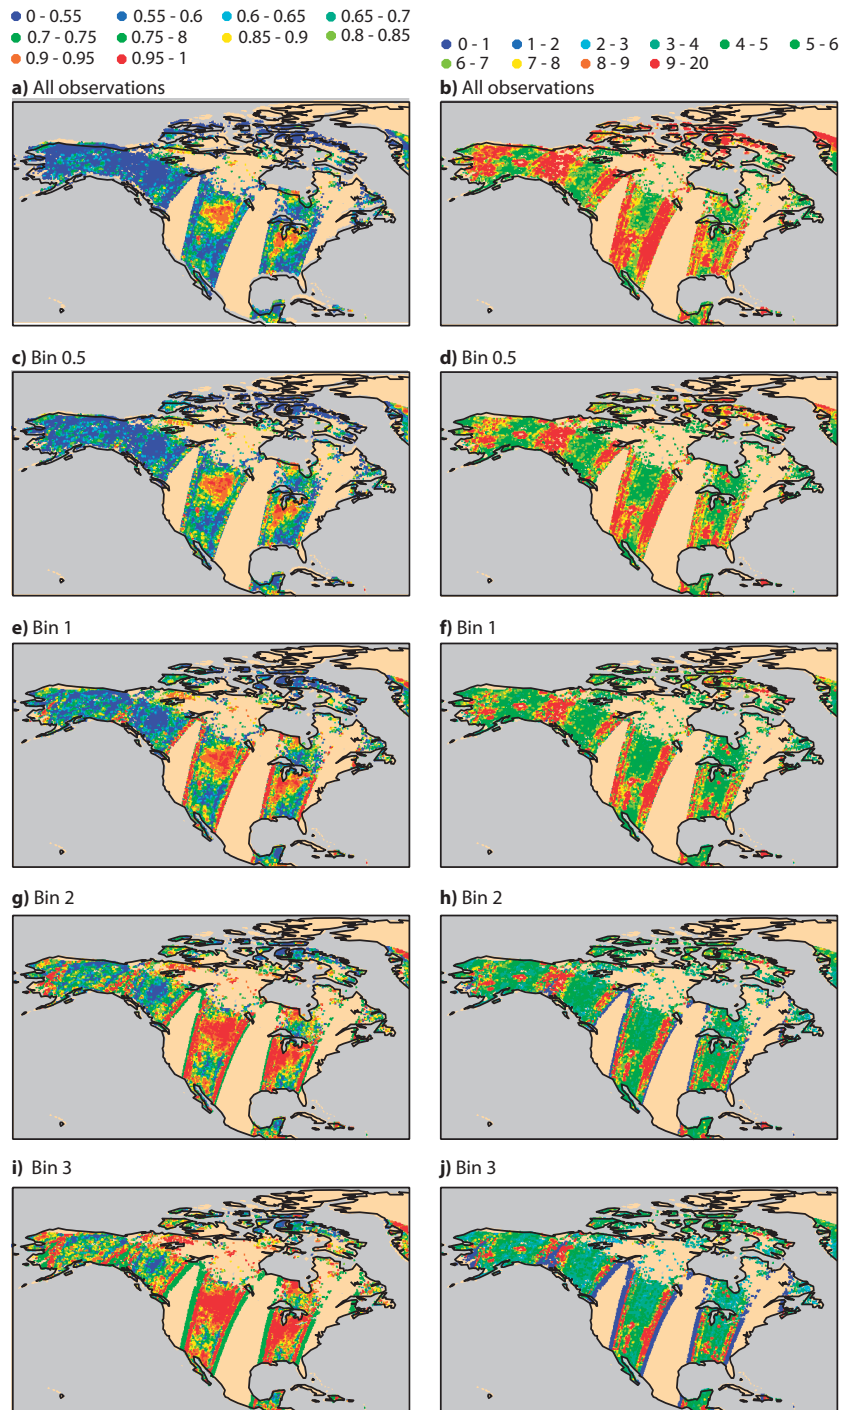 0 - 0.55 0.55 - 0.6 0.6 - 0.65 0.65 - 0.7
0.7 - 0.75 0.75 - 8 0.85 - 0.9 0.8 - 0.85
0.9 - 0.95 0.95 - 1
0 - 1 1 - 2 2 - 3 3 - 4 4 - 5 5 - 6
6 - 7 7 - 8 8 - 9 9 - 20
a) All observations
b) All observations
c) Bin 0.5
d) Bin 0.5
e) Bin 1
f) Bin 1
g) Bin 2
h) Bin 2
i) Bin 3
j) Bin 3